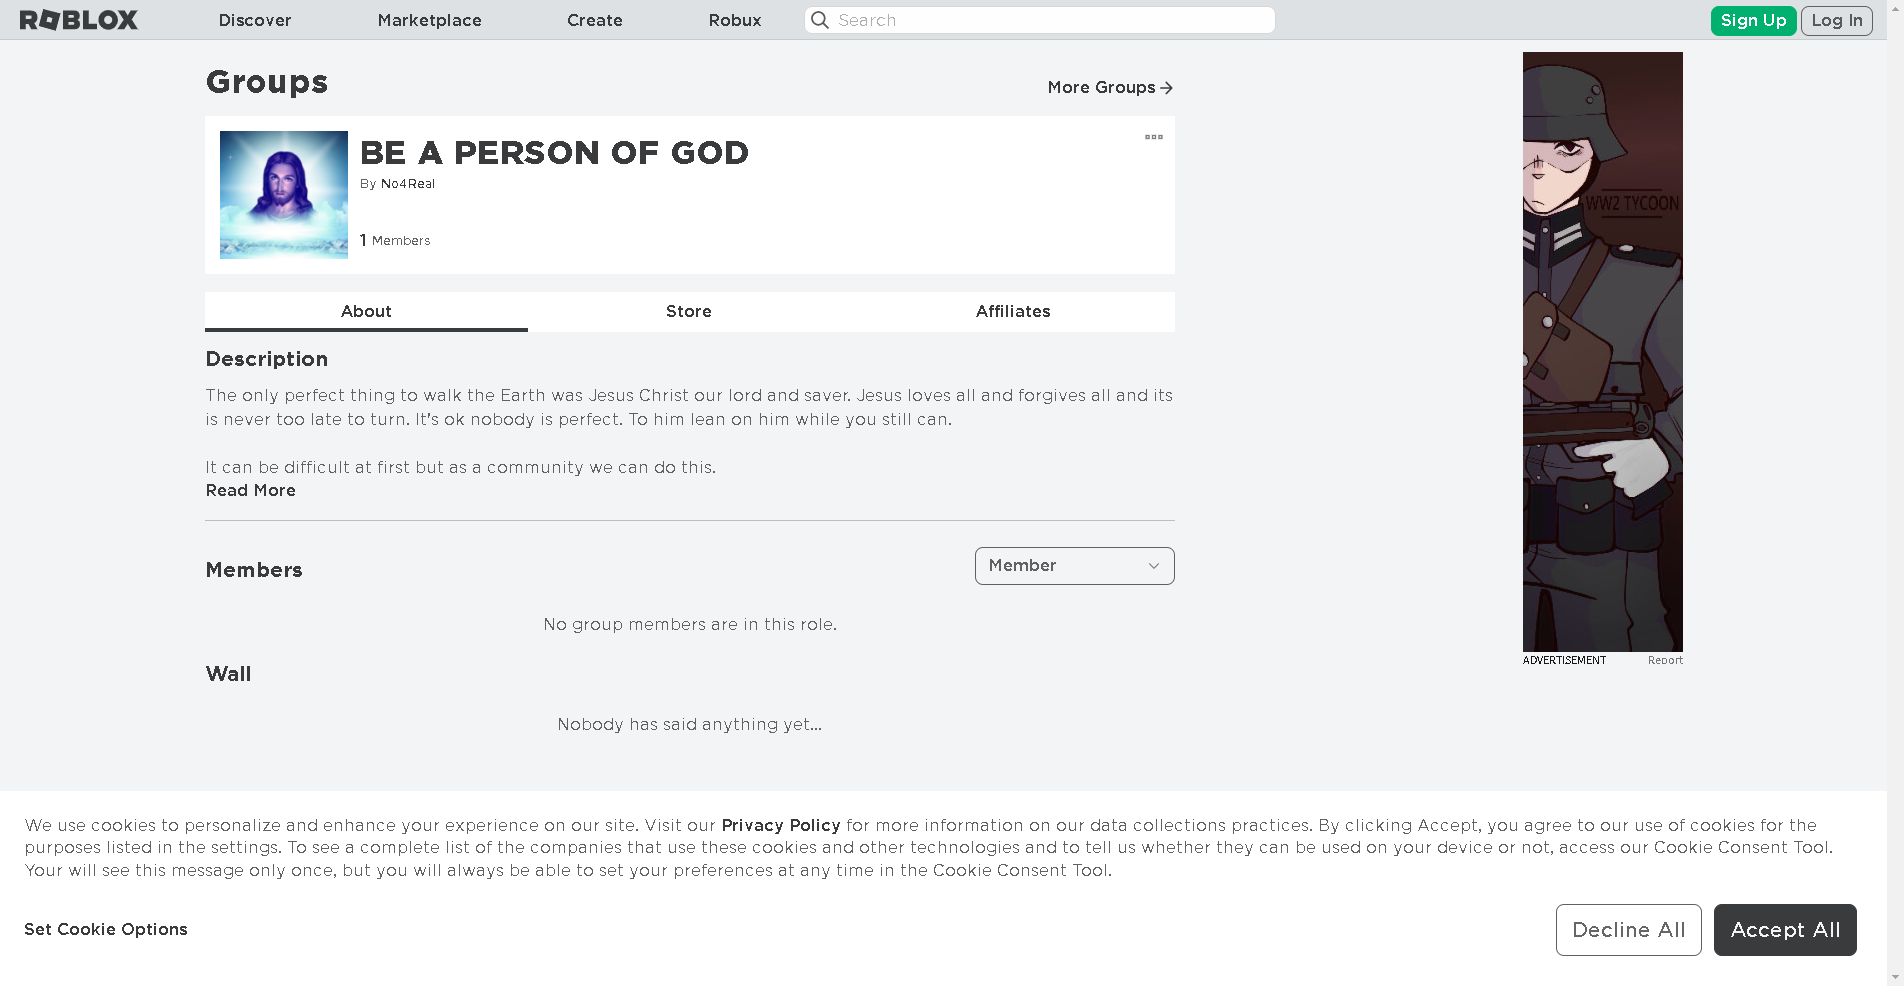 ROBLOX
Discover
Marketplace
Create
Robux
Search
Sign Up
Log In
Groups
More Groups
BE A PERSON OF GOD
By No4Real
1 Members
About
Store
Affiliates
Description
The only perfect thing to walk the Earth was Jesus Christ our lord and saver. Jesus loves all and forgives all and its
is never too late to turn. It's ok nobody is perfect. To him lean on him while you still can.
It can be difficult at first but as a community we can do this.
Read More
Members
Member
No group members are in this role.
Wall
Nobody has said anything yet...
WW2 TYCOON
ADVERTISEMENT
Report
We use cookies to personalize and enhance your experience on our site. Visit our Privacy Policy for more information on our data collections practices. By clicking Accept, you agree to our use of cookies for the
purposes listed in the settings. To see a complete list of the companies that use these cookies and other technologies and to tell us whether they can be used on your device or not, access our Cookie Consent Tool.
Your will see this message only once, but you will always be able to set your preferences at any time in the Cookie Consent Tool.
Set Cookie Options
Decline All
Accept All